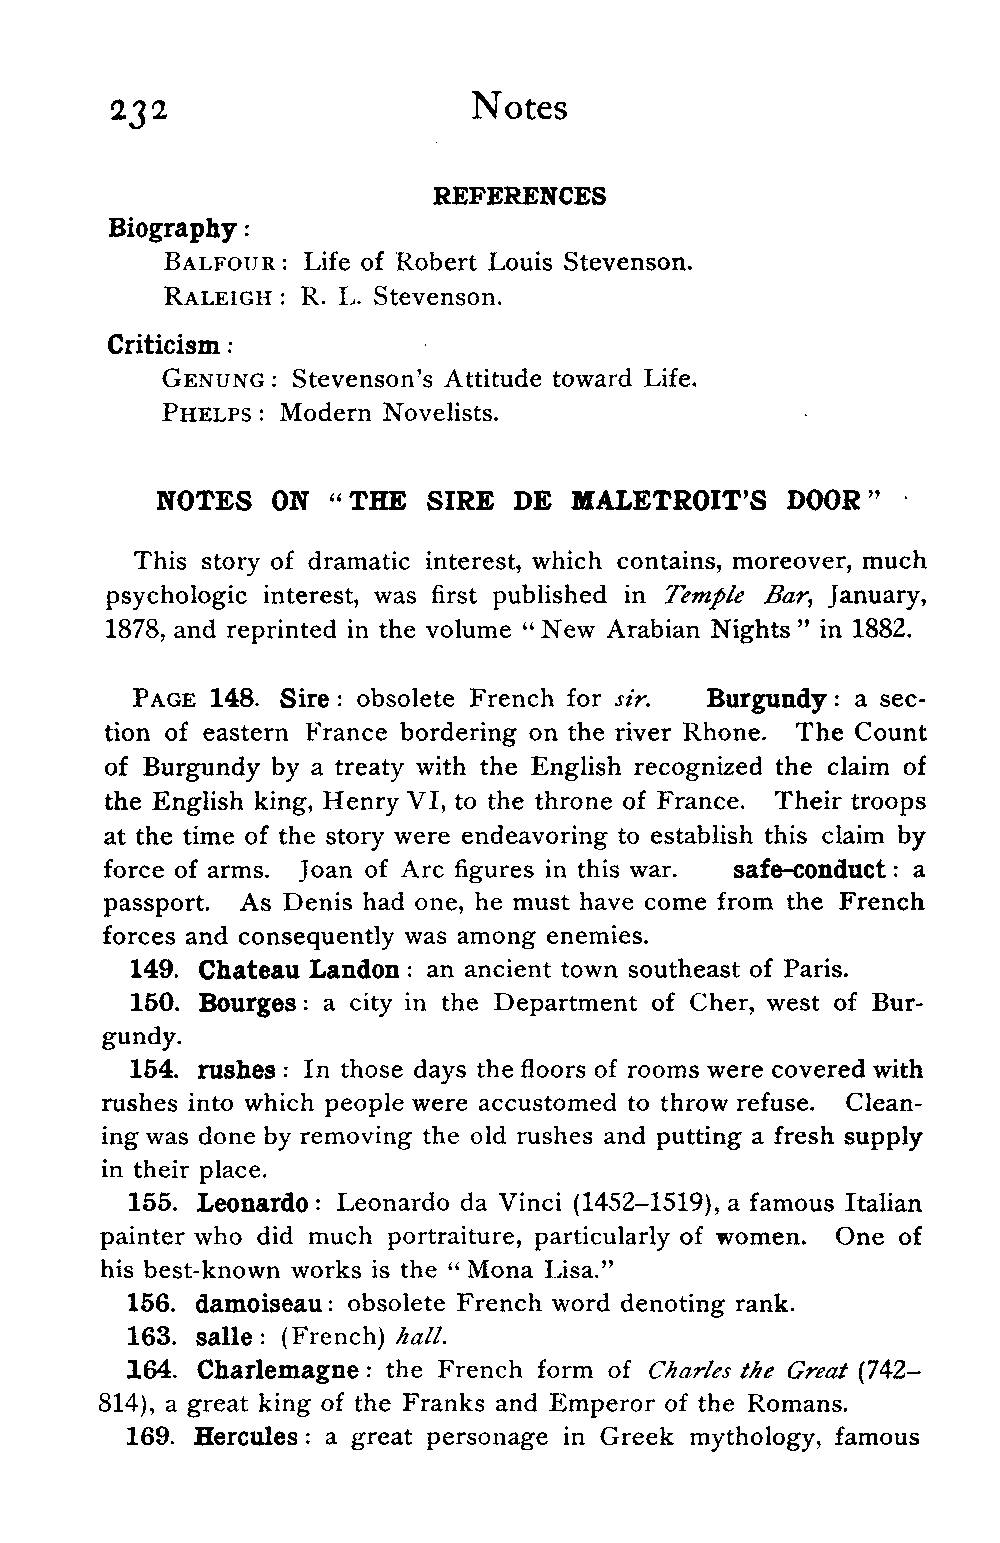 232 Notes
REFERENCES
Biography :
BALFOUR : Life of Robert Louis Stevenson.
RALEIGH : R. L. Stevenson.
Criticism :
GENUNG : Stevenson's Attitude toward Life.
PHELPS : Modern Novelists.
NOTES ON "THE SIRE DE MALETROIT'S DOOR"
This story of dramatic interest, which contains, moreover, much
psychologic interest, was first published in Temple Bar, January,
1878, and reprinted in the volume "New Arabian Nights" in 1882.
PAGE 148. Sire : obsolete French for sir. Burgundy : a sec-
tion of eastern France bordering on the river Rhone. The Count
of Burgundy by a treaty with the English recognized the claim of
the English king, Henry VI, to the throne of France. Their troops
at the time of the story were endeavoring to establish this claim by
force of arms. Joan of Arc figures in this war. safe-conduct : a
passport. As Denis had one, he must have come from the French
forces and consequently was among enemies.
149. Chateau Landon : an ancient town southeast of Paris.
150. Bourges : a city in the Department of Cher, west of Bur-
gundy.
154. rushes : In those days the floors of rooms were covered with
rushes into which people were accustomed to throw refuse. Clean-
ing was done by removing the old rushes and putting a fresh supply
in their place.
155. Leonardo : Leonardo da Vinci (1452–1519), a famous Italian
painter who did much portraiture, particularly of women. One of
his best-known works is the "Mona Lisa."
156. damoiseau : obsolete French word denoting rank.
163. salle : (French) hall.
164. Charlemagne : the French form of Charles the Great (742–
814), a great king of the Franks and Emperor of the Romans.
169. Hercules : a great personage in Greek mythology, famous